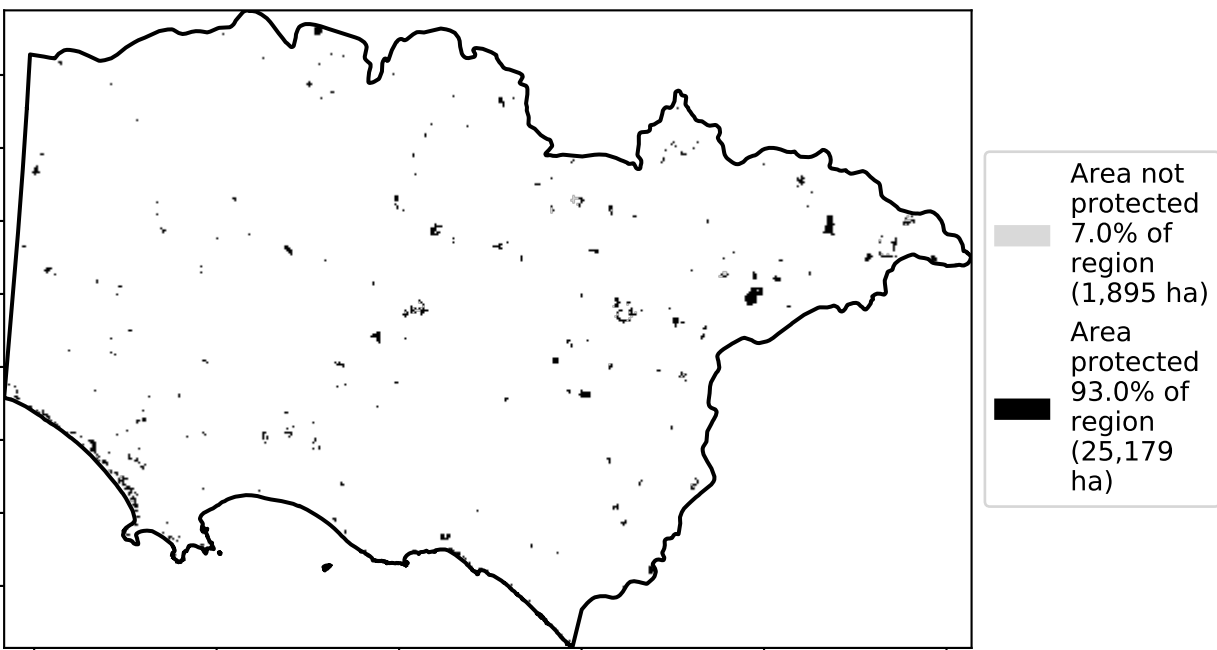 Area not
protected
7.0% of
region
(1,895 ha)
Area
protected
93.0% of
region
(25,179
ha)